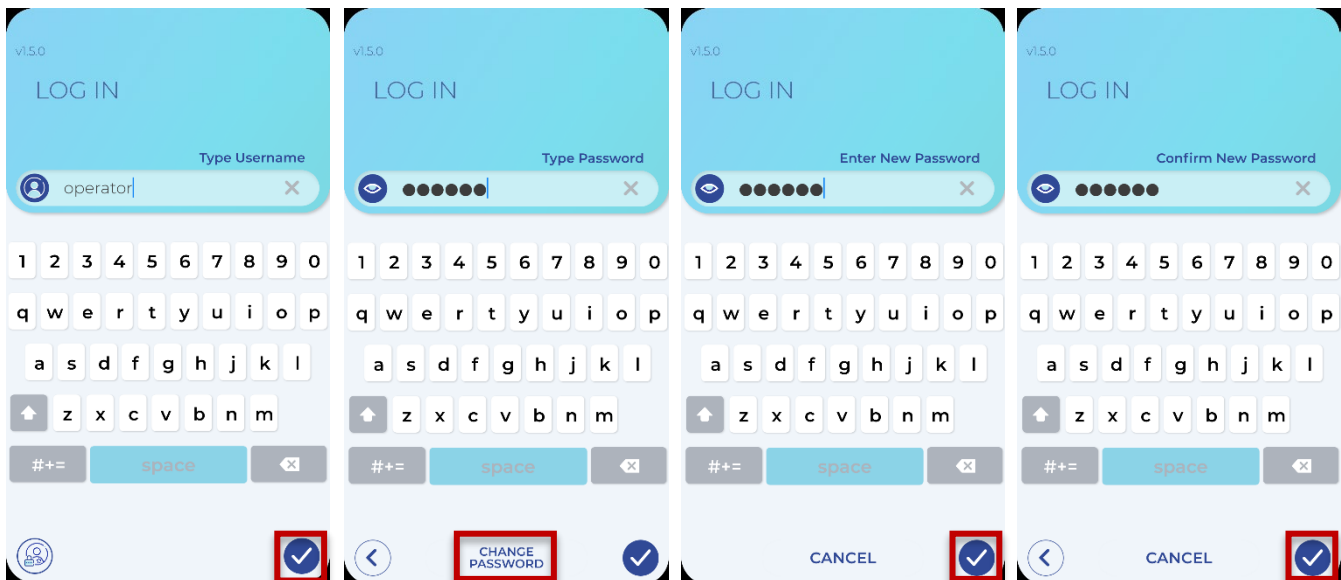 v1.5.0
LOG IN
Type Username
operator
1 2 3 4 5 6 7 8 9 0
q w e r t y u i o p
a s d f g h j k l
z x c v b n m
#+= space
v1.5.0
LOG IN
Type Password
1 2 3 4 5 6 7 8 9 0
q w e r t y u i o p
a s d f g h j k l
z x c v b n m
#+= space
CHANGE
PASSWORD
v1.5.0
LOG IN
Enter New Password
1 2 3 4 5 6 7 8 9 0
q w e r t y u i o p
a s d f g h j k l
z x c v b n m
#+= space
CANCEL
v1.5.0
LOG IN
Confirm New Password
1 2 3 4 5 6 7 8 9 0
q w e r t y u i o p
a s d f g h j k l
z x c v b n m
#+= space
CANCEL